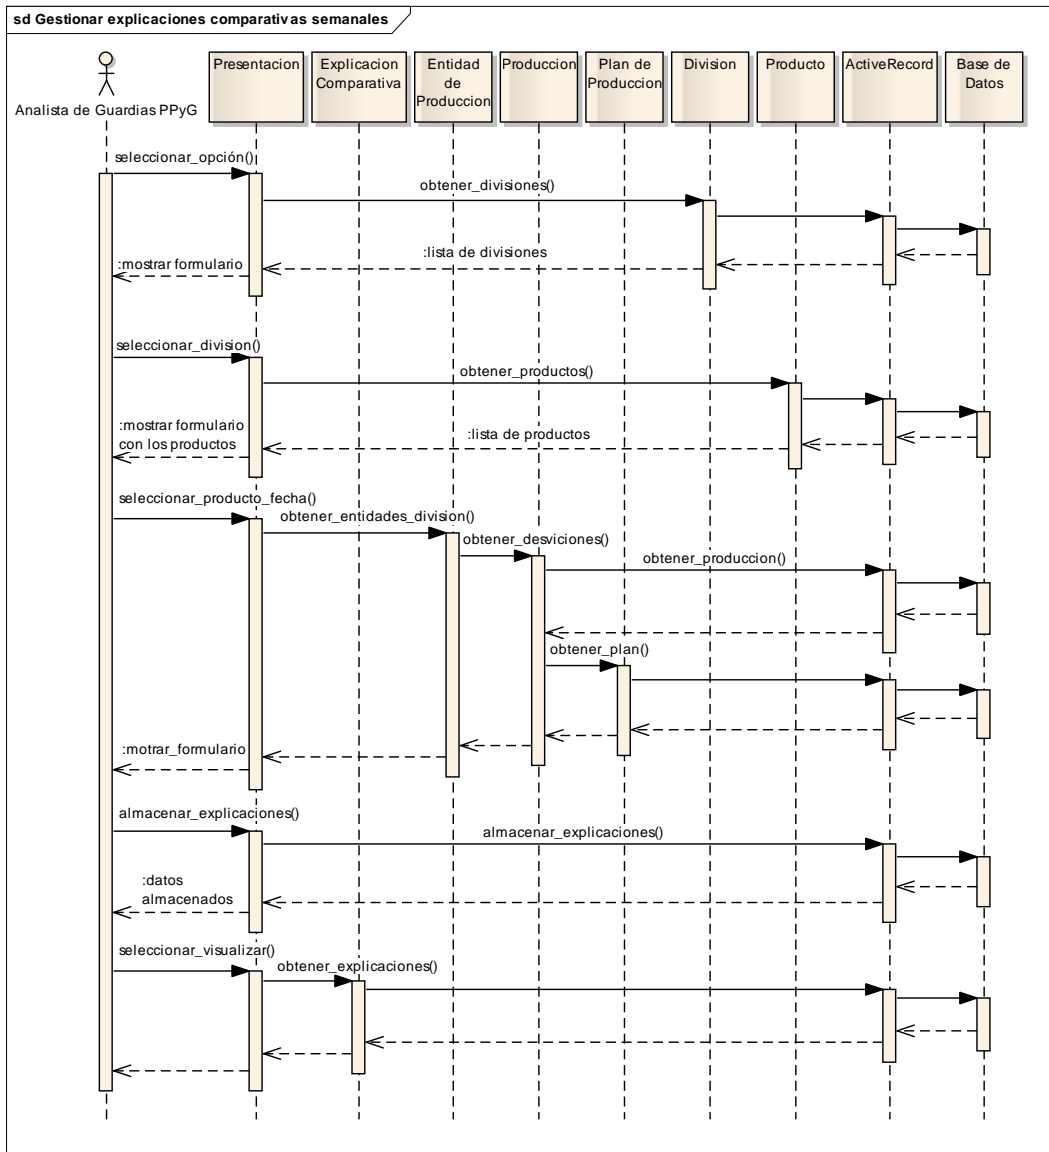 sd Gestionar explicaciones comparativas semanales
Analista de Guardias PPyG
Presentacion
Explicacion
Comparativa
Entidad
de
Produccion
Produccion
Plan de
Produccion
Division
Producto
ActiveRecord
Base de
Datos
seleccionar_opción()
obtener_divisiones()
:lista de divisiones
:mostrar formulario
seleccionar_division()
obtener_productos()
:mostrar formulario
con los productos
:lista de productos
seleccionar_producto_fecha()
obtener_entidades_division()
obtener_desviciones()
obtener_produccion()
obtener_plan()
:motrar_formulario
almacenar_explicaciones()
almacenar_explicaciones()
:datos
almacenados
seleccionar_visualizar()
obtener_explicaciones()